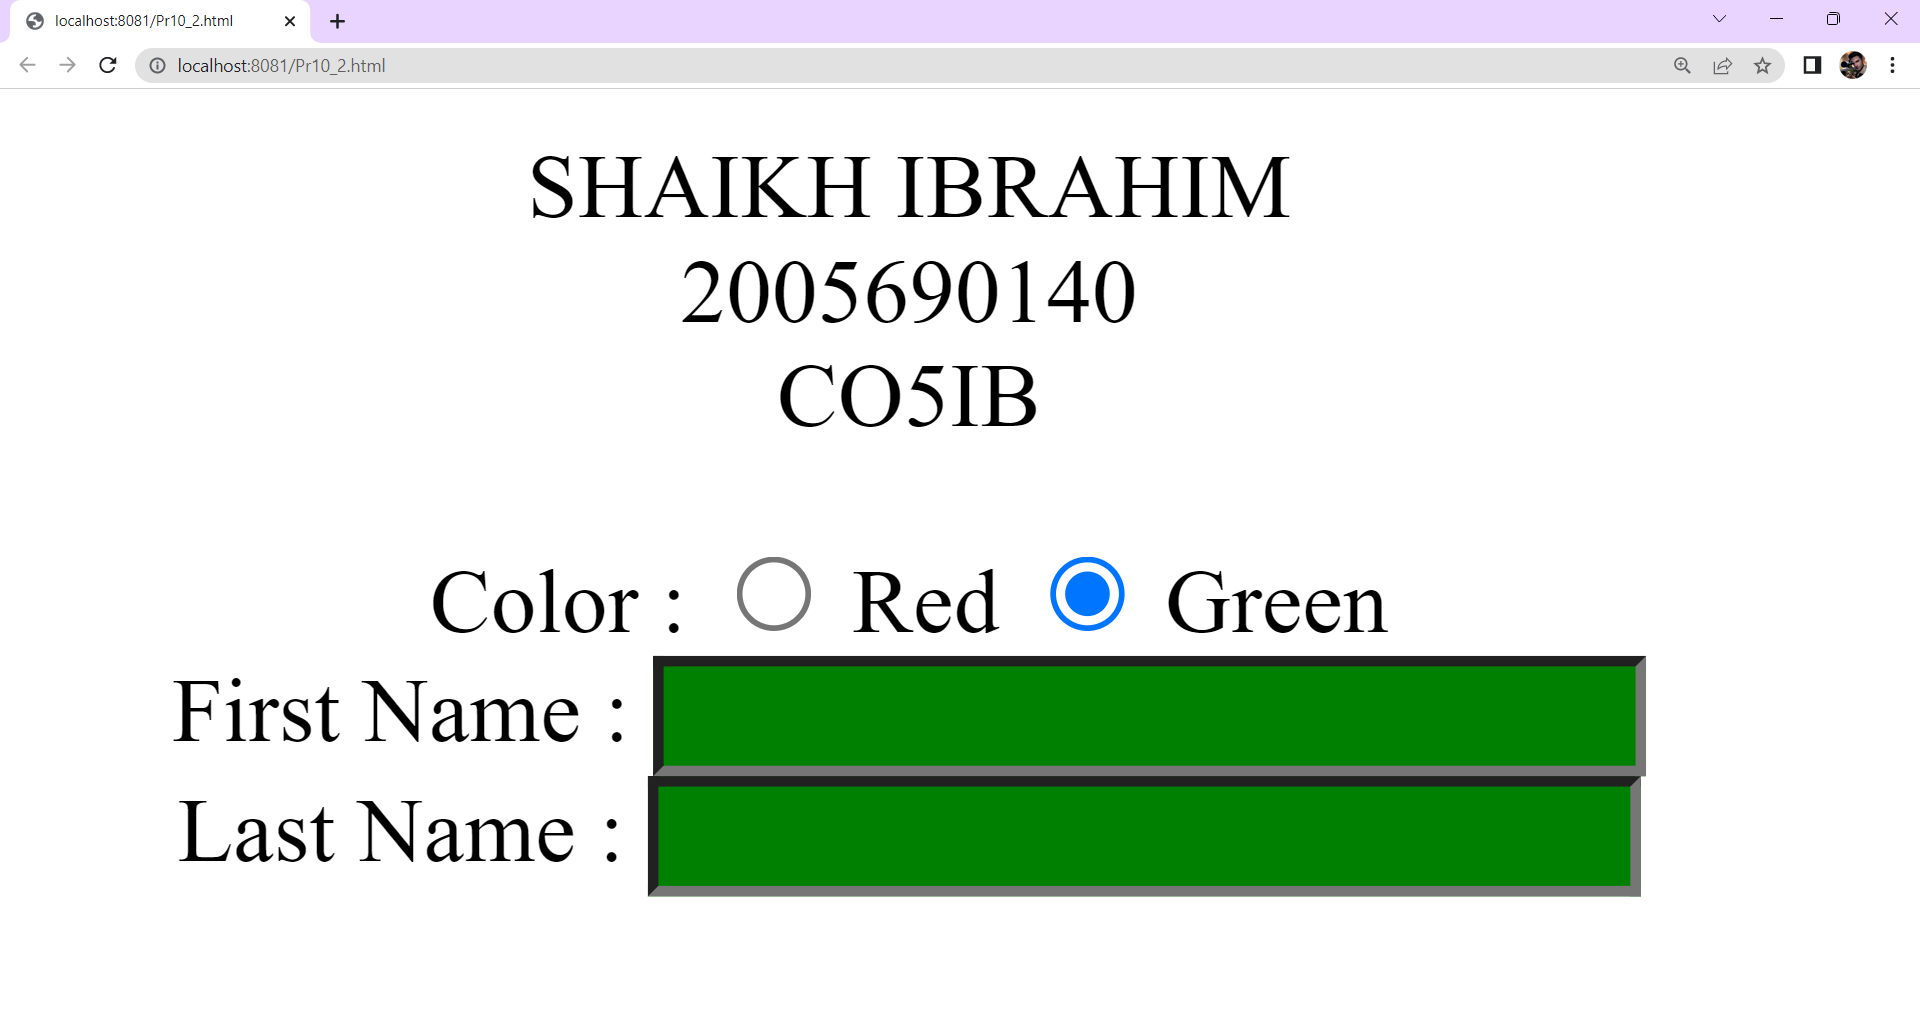 localhost:8081/Pr10_2.html
localhost:8081/Pr10_2.html
SHAIKH IBRAHIM
2005690140
CO5IB
Color : Red Green
First Name :
Last Name :